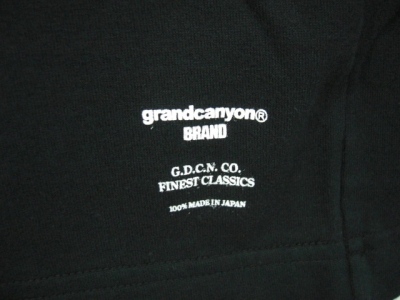 grandcanyon®
BRAND
G.D.C.N. CO.
FINEST CLASSICS
100% MADE IN JAPAN